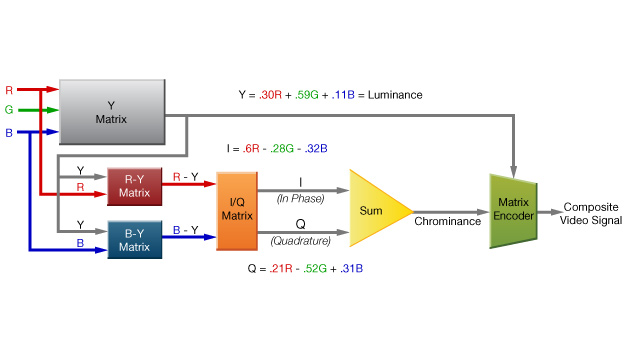 R
G
B
Y
Matrix
Y = .30R + .59G + .11B = Luminance
I = .6R - .28G - .32B
Y
R
R-Y
Matrix
R - Y
Y
B
B-Y
Matrix
B - Y
I/Q
Matrix
I
(In Phase)
Q
(Quadrature)
Sum
Chrominance
Matrix
Encoder
Composite
Video Signal
Q = .21R - .52G + .31B